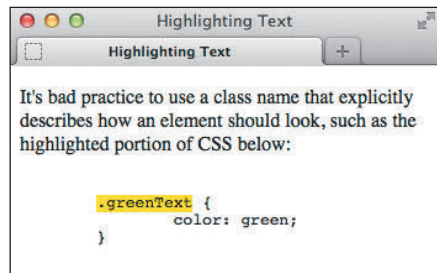 Highlighting Text
Highlighting Text
It's bad practice to use a class name that explicitly
describes how an element should look, such as the
highlighted portion of CSS below:
.greenText {
color: green;
}